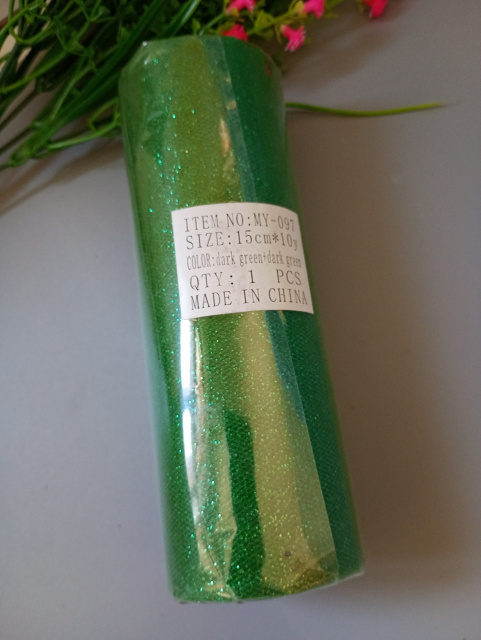 ITEM NO:MY-097
SIZE:15cm*10y
COLOR:dark green+dark green
QTY: 1 PCS
MADE IN CHINA